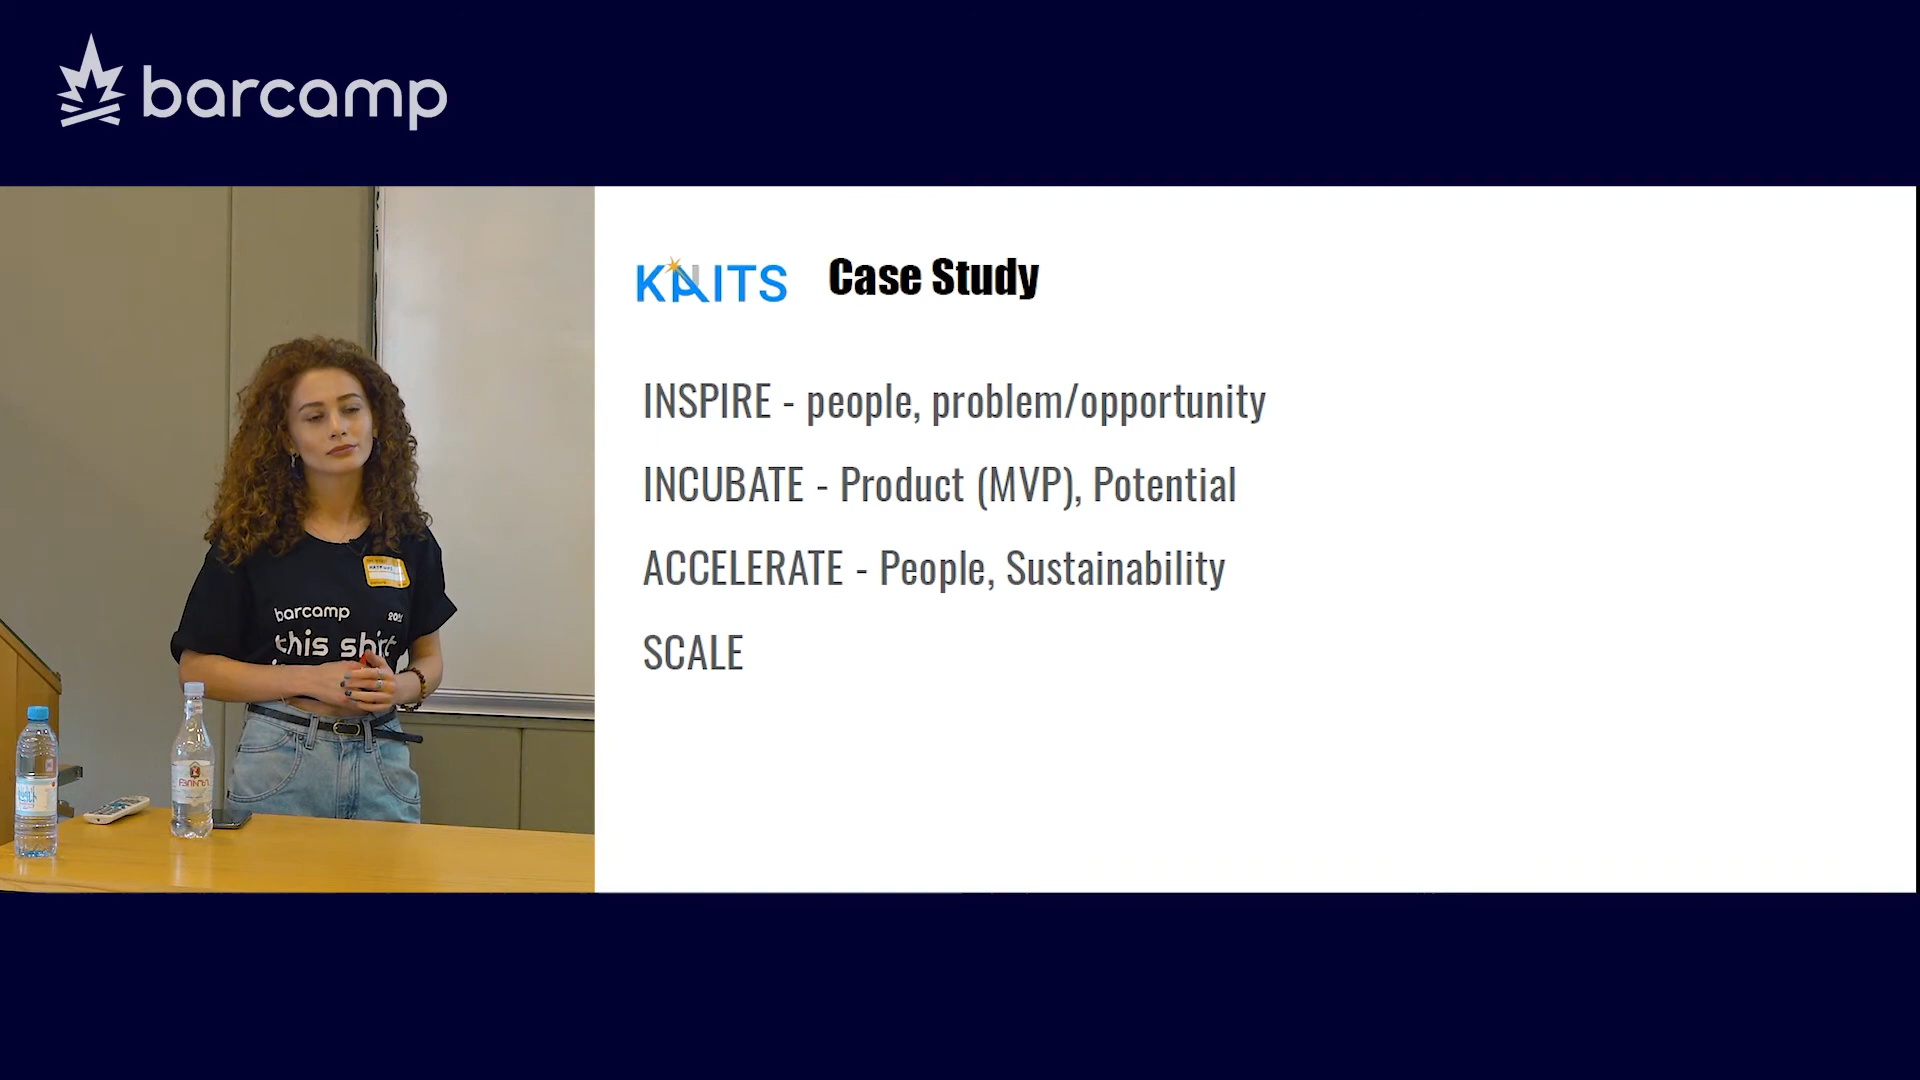 barcamp
KAITS Case Study
INSPIRE - people, problem/opportunity
INCUBATE - Product (MVP), Potential
ACCELERATE - People, Sustainability
SCALE
barcamp
this shirt
ԲՅՈՒՐԵՂ